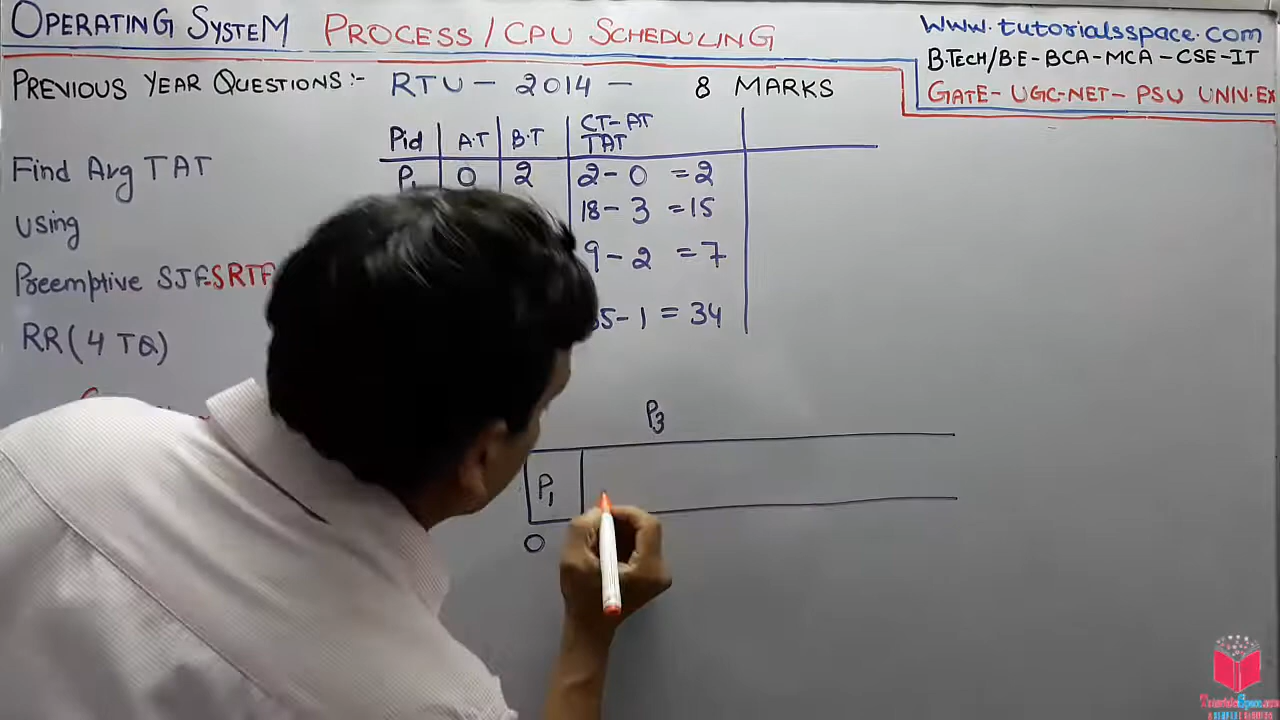 OPERATING SYSTEM PROCESS / CPU SCHEDULING
www.tutorialsspace.com
B.TECH/B.E-BCA-MCA-CSE-IT
GATE- UGC-NET- PSU UNIV.EX
PREVIOUS YEAR QUESTIONS:- RTU - 2014 - 8 MARKS
Find Avg TAT
using
Preemptive SJF-SRTF
RR(4 TQ)
Pid A.T B.T CT-AT
TAT
P1 0 2 2-0 =2
18-3 =15
9-2 =7
35-1 = 34
P3
P1
0